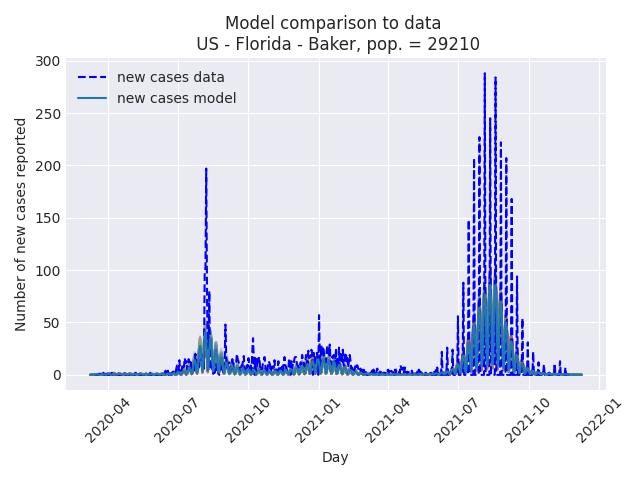 Model comparison to data
US - Florida - Baker, pop. = 29210
new cases data
new cases model
Number of new cases reported
300
250
200
150
100
50
0
2020-04
2020-07
2020-10
2021-01
2021-04
2021-07
2021-10
2022-01
Day